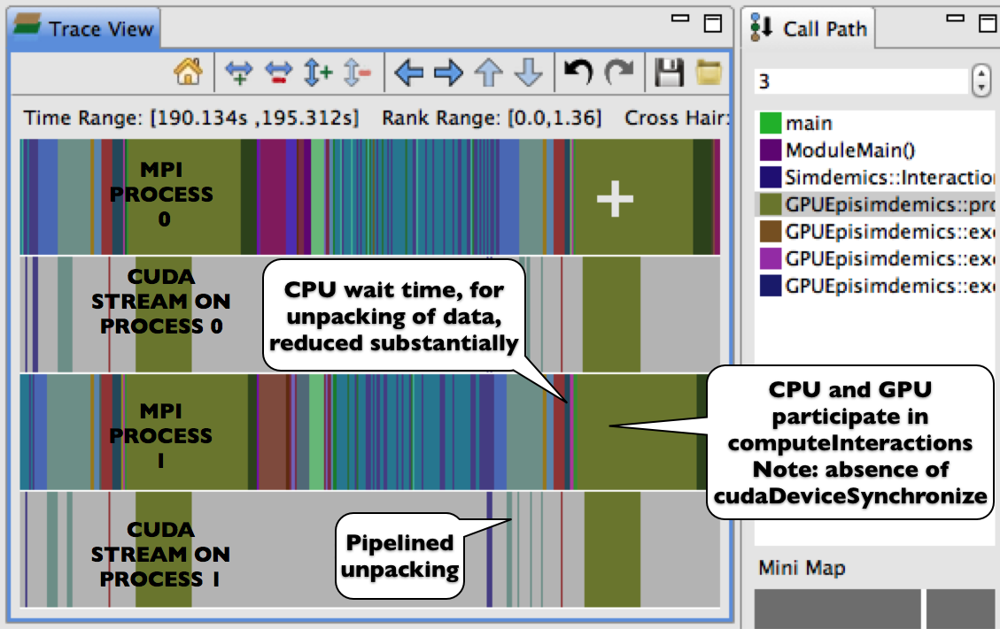 Trace View
Call Path
3
Time Range: [190.134s ,195.312s] Rank Range: [0.0,1.36] Cross Hair:
main
ModuleMain()
Simdemics::Interactio
GPUEpisimdemics::pro
GPUEpisimdemics::exe
GPUEpisimdemics::exe
GPUEpisimdemics::exe
MPI
PROCESS
0
CUDA
STREAM ON
PROCESS 0
CPU wait time, for
unpacking of data,
reduced substantially
MPI
PROCESS
1
CPU and GPU
participate in
computeInteractions
Note: absence of
cudaDeviceSynchronize
CUDA
STREAM ON
PROCESS 1
Pipelined
unpacking
Mini Map